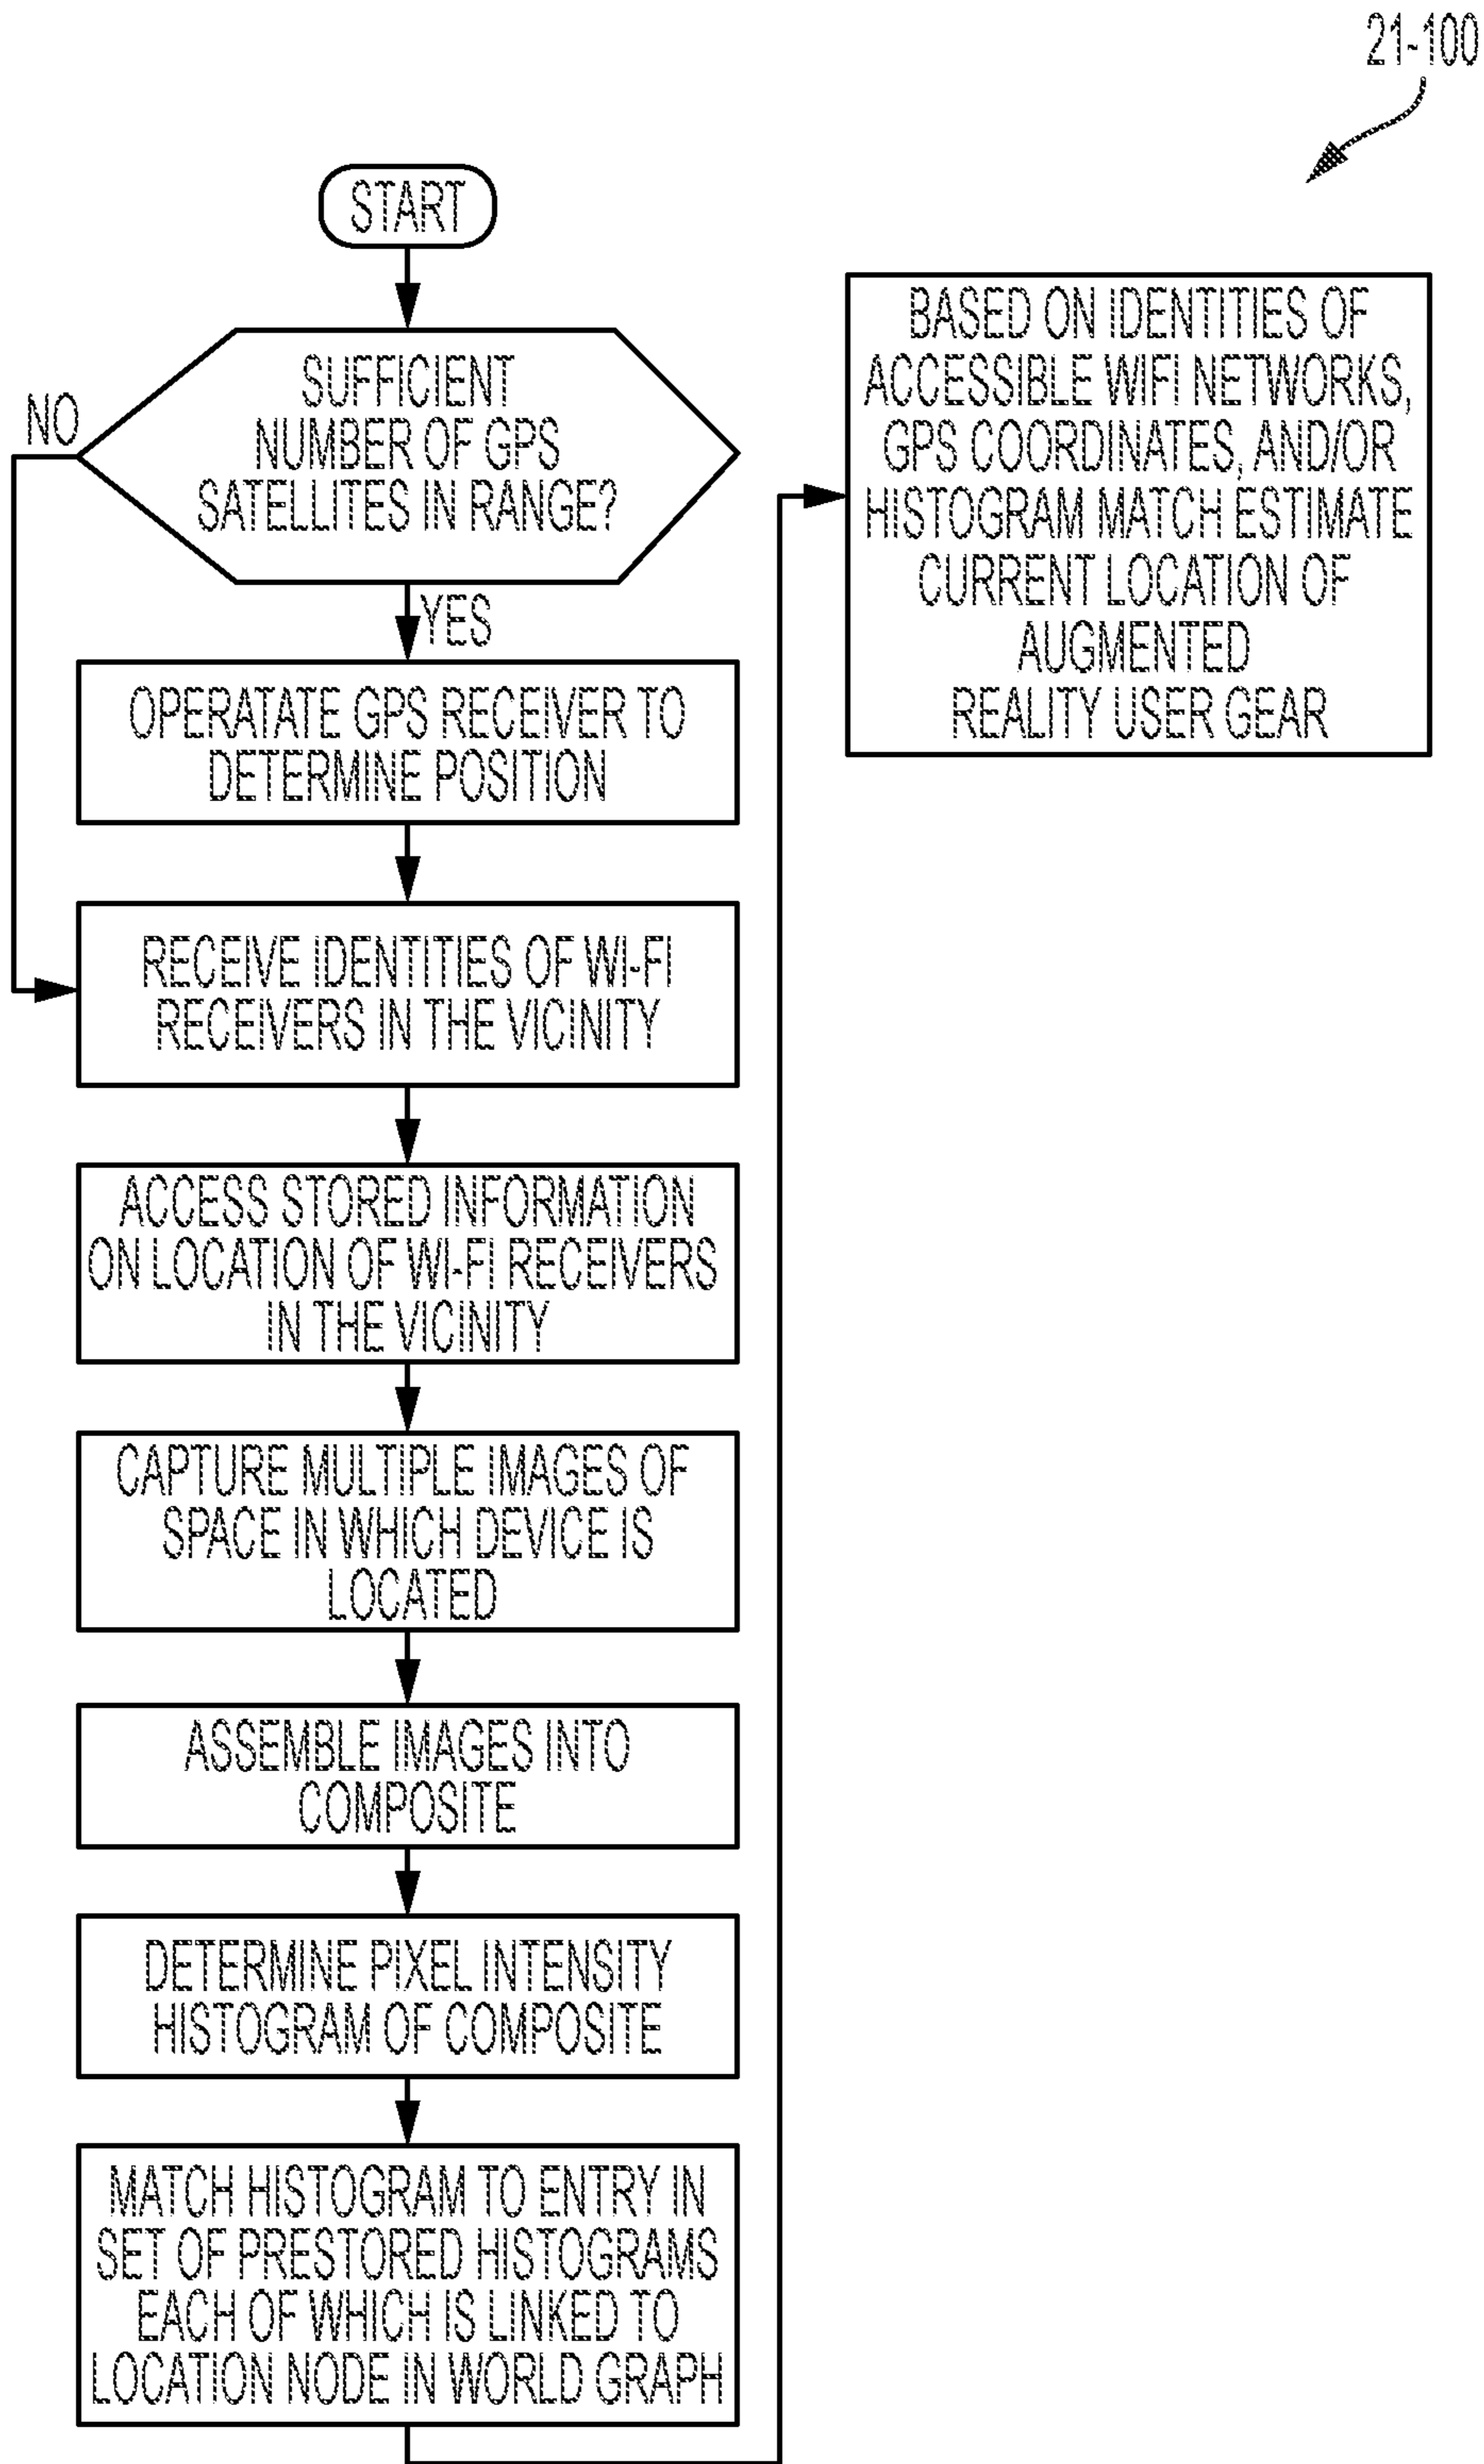 21-100
START
SUFFICIENT
NUMBER OF GPS
SATELLITES IN RANGE?
NO
YES
OPERATATE GPS RECEIVER TO
DETERMINE POSITION
RECEIVE IDENTITIES OF WI-FI
RECEIVERS IN THE VICINITY
ACCESS STORED INFORMATION
ON LOCATION OF WI-FI RECEIVERS
IN THE VICINITY
CAPTURE MULTIPLE IMAGES OF
SPACE IN WHICH DEVICE IS
LOCATED
ASSEMBLE IMAGES INTO
COMPOSITE
DETERMINE PIXEL INTENSITY
HISTOGRAM OF COMPOSITE
MATCH HISTOGRAM TO ENTRY IN
SET OF PRESTORED HISTOGRAMS
EACH OF WHICH IS LINKED TO
LOCATION NODE IN WORLD GRAPH
BASED ON IDENTITIES OF
ACCESSIBLE WIFI NETWORKS,
GPS COORDINATES, AND/OR
HISTOGRAM MATCH ESTIMATE
CURRENT LOCATION OF
AUGMENTED
REALITY USER GEAR